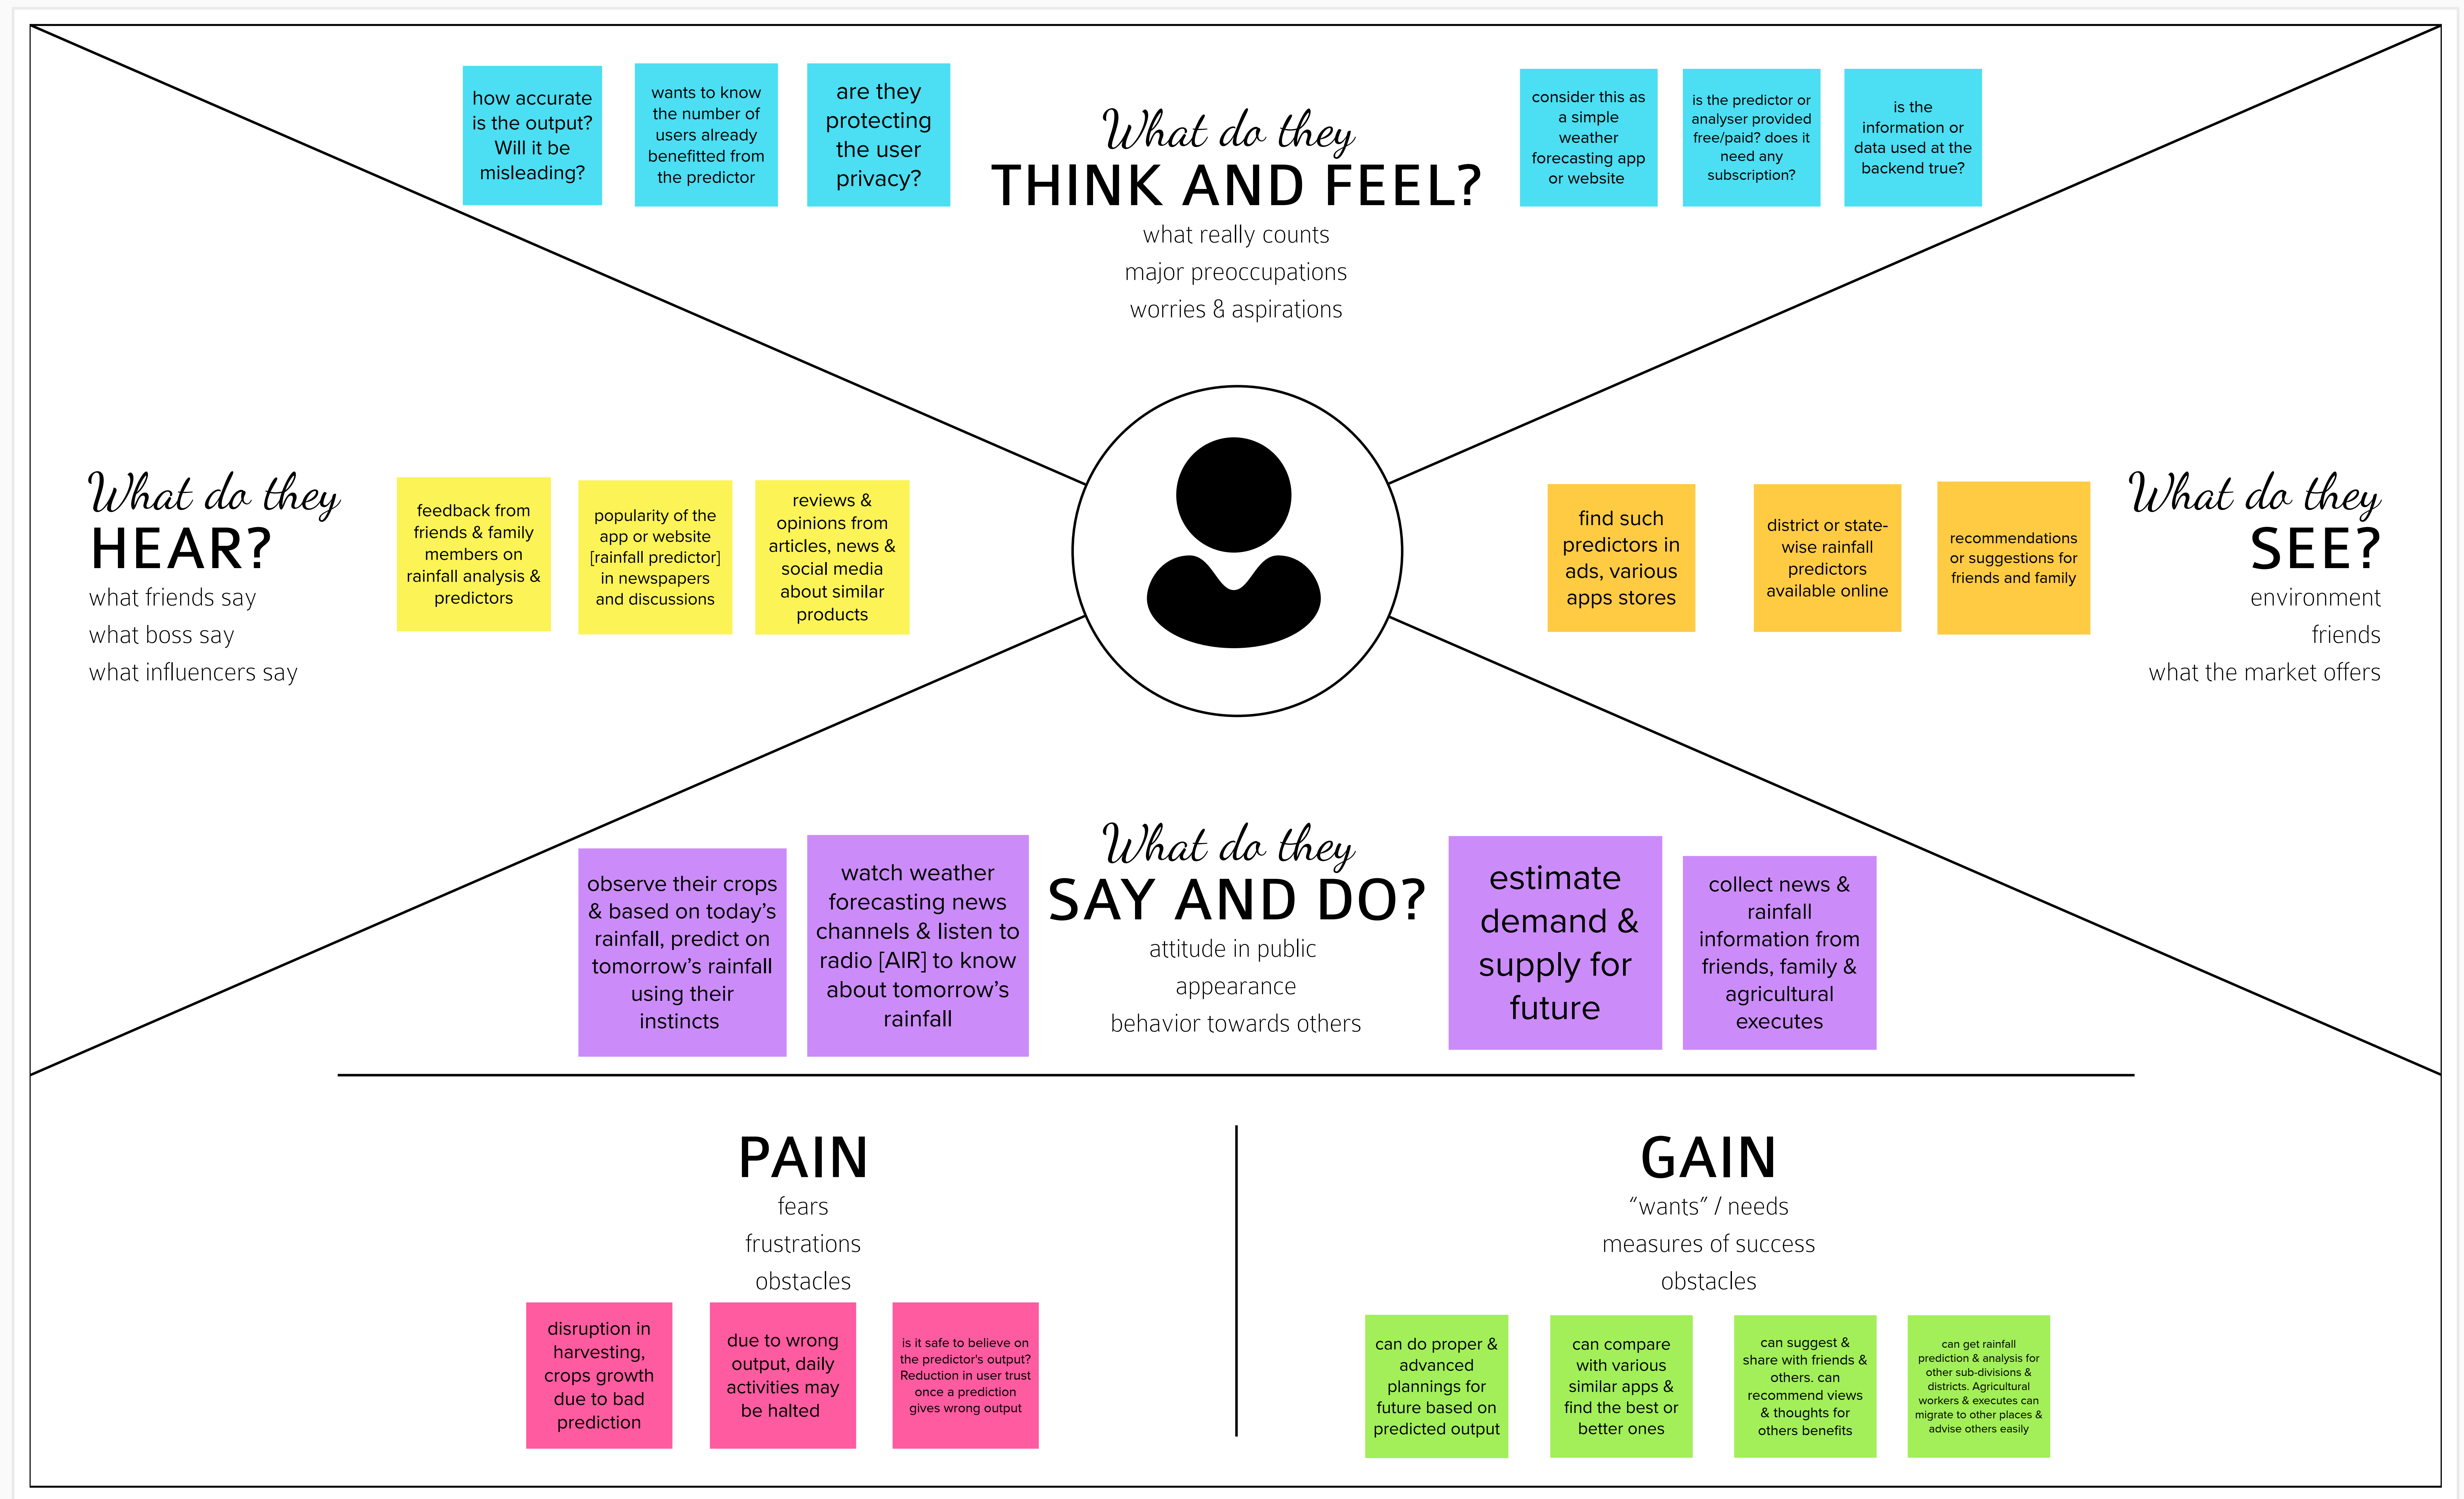 how accurate
is the output?
Will it be
misleading?
wants to know
the number of
users already
benefitted from
the predictor
are they
protecting
the user
privacy?
What do they
THINK AND FEEL?
what really counts
major preoccupations
worries & aspirations
consider this as
a simple
weather
forecasting app
or website
is the predictor or
analyser provided
free/paid? does it
need any
subscription?
is the
information or
data used at the
backend true?
What do they
HEAR?
what friends say
what boss say
what influencers say
feedback from
friends & family
members on
rainfall analysis &
predictors
popularity of the
app or website
[rainfall predictor]
in newspapers
and discussions
reviews &
opinions from
articles, news &
social media
about similar
products
find such
predictors in
ads, various
apps stores
district or state-
wise rainfall
predictors
available online
recommendations
or suggestions for
friends and family
What do they
SEE?
environment
friends
what the market offers
observe their crops
& based on today’s
rainfall, predict on
tomorrow’s rainfall
using their
instincts
watch weather
forecasting news
channels & listen to
radio [AIR] to know
about tomorrow’s
rainfall
What do they
SAY AND DO?
attitude in public
appearance
behavior towards others
estimate
demand &
supply for
future
collect news &
rainfall
information from
friends, family &
agricultural
executes
PAIN
fears
frustrations
obstacles
disruption in
harvesting,
crops growth
due to bad
prediction
due to wrong
output, daily
activities may
be halted
is it safe to believe on
the predictor's output?
Reduction in user trust
once a prediction
gives wrong output
GAIN
“wants” / needs
measures of success
obstacles
can do proper &
advanced
plannings for
future based on
predicted output
can compare
with various
similar apps &
find the best or
better ones
can suggest &
share with friends &
others. can
recommend views
& thoughts for
others benefits
can get rainfall
prediction & analysis for
other sub-divisions &
districts. Agricultural
workers & executes can
migrate to other places &
advise others easily